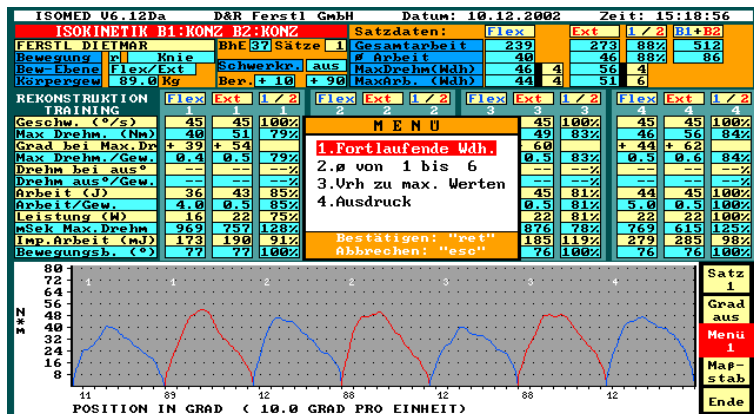 ISOMED V6.12Da D&R Ferstl GmbH Datum: 10.12.2002 Zeit: 15:18:56
ISOKINETIK B1:KONZ B2:KONZ Satzdaten: Flex Ext 1/2 B1+B2
FERSTL DIETMAR BhE 37 Sätze 1 Gesamtarbeit 239 273 88% 512
Bewegung r Knie ø Arbeit 40 46 88% 86
Bew-Ebene Flex/Ext Schwerkr. aus MaxDrehm(Wdh) 46 4 56 4
Körpergew 89.0 Kg Ber. + 10 + 90 MaxArb. (Wdh) 44 4 51 6
REKONSTRUKTION Flex Ext 1/2 Flex Ext 1/2 Flex Ext 1/2 Flex Ext 1/2
TRAINING 1 1 1 2 2 2 3 3 3 4 4 4
Geschw. (°/s) 45 45 100% 45 100% 45 45 100%
Max Drehm. (Nm) 40 51 79% 49 83% 46 56 84%
Grad bei Max.Dr + 39 + 54 60 + 44 + 62
Max Drehm./Gew. 0.4 0.5 79% 0.5 83% 0.5 0.6 84%
Drehm bei aus° -- -- --% -- --% -- -- --%
Drehm aus°/Gew. -- -- --% -- --% -- -- --%
Arbeit (J) 36 43 85% 45 81% 44 45 100%
Arbeit/Gew. 4.0 0.5 85% 0.5 81% 5.0 0.5 100%
Leistung (W) 16 22 75% 22 81% 22 22 100%
mSek Max.Drehm 969 757 128% 876 78% 769 615 125%
Imp.Arbeit (mJ) 173 190 91% 185 119% 279 285 98%
Bewegungsb. (°) 77 77 100% 76 100% 76 76 100%
MENÜ
1.Fortlaufende Wdh.
2.ø von 1 bis 6
3.Vrh zu max. Werten
4.Ausdruck
Bestätigen: "ret"
Abbrechen: "esc"
80
72
64
56
48
40
32
24
16
8
N*m
1 1 2 2 3 3 4
11 89 12 88 12 88 12
POSITION IN GRAD ( 10.0 GRAD PRO EINHEIT)
Satz
1
Grad
aus
Menü
1
Maß-
stab
Ende